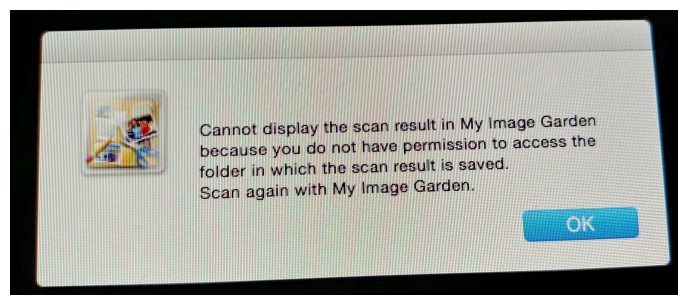 Cannot display the scan result in My Image Garden
because you do not have permission to access the
folder in which the scan result is saved.
Scan again with My Image Garden.
OK